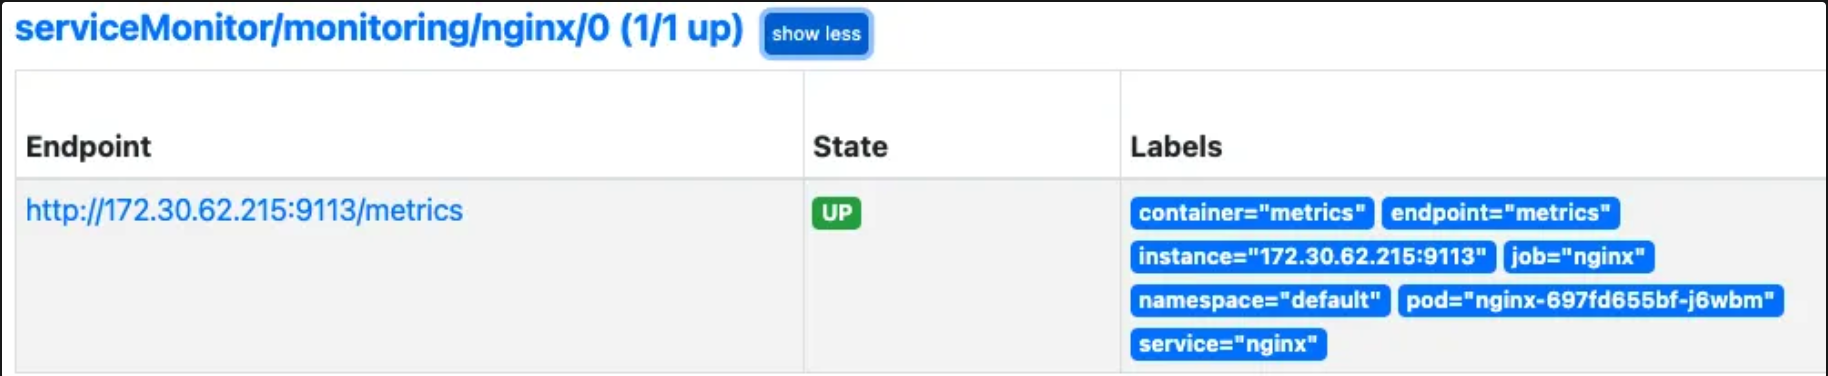 serviceMonitor/monitoring/nginx/0 (1/1 up) show less
Endpoint State Labels
http://172.30.62.215:9113/metrics UP container="metrics" endpoint="metrics"
instance="172.30.62.215:9113" job="nginx"
namespace="default" pod="nginx-697fd655bf-j6wbm"
service="nginx"